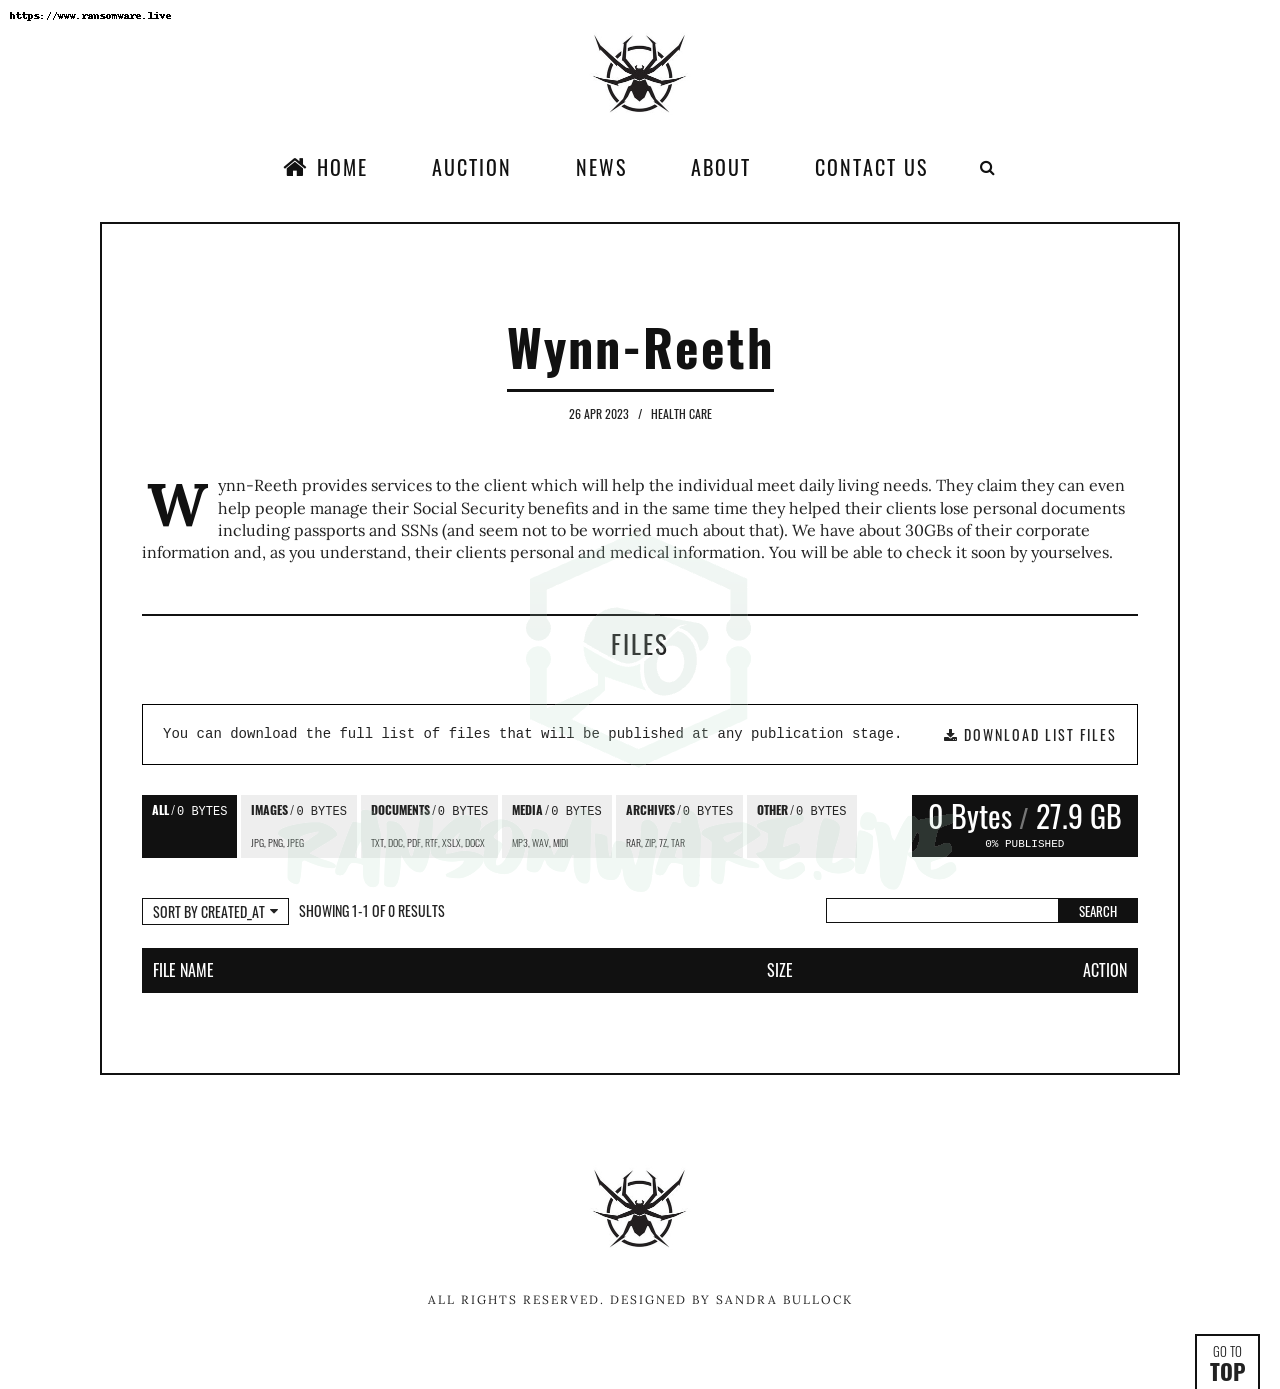 https://www.ransomware.live
HOME AUCTION NEWS ABOUT CONTACT US
Wynn-Reeth
26 APR 2023 / HEALTH CARE
Wynn-Reeth provides services to the client which will help the individual meet daily living needs. They claim they can even
help people manage their Social Security benefits and in the same time they helped their clients lose personal documents
including passports and SSNs (and seem not to be worried much about that). We have about 30GBs of their corporate
information and, as you understand, their clients personal and medical information. You will be able to check it soon by yourselves.
FILES
You can download the full list of files that will be published at any publication stage. DOWNLOAD LIST FILES
ALL / 0 BYTES IMAGES / 0 BYTES DOCUMENTS / 0 BYTES MEDIA / 0 BYTES ARCHIVES / 0 BYTES OTHER / 0 BYTES 0 Bytes / 27.9 GB
JPG, PNG, JPEG TXT, DOC, PDF, RTF, XSLX, DOCX MP3, WAV, MIDI RAR, ZIP, 7Z, TAR 0% PUBLISHED
RANSOMWARE.LIVE
SORT BY CREATED_AT SHOWING 1-1 OF 0 RESULTS SEARCH
FILE NAME SIZE ACTION
ALL RIGHTS RESERVED. DESIGNED BY SANDRA BULLOCK
GO TO
TOP